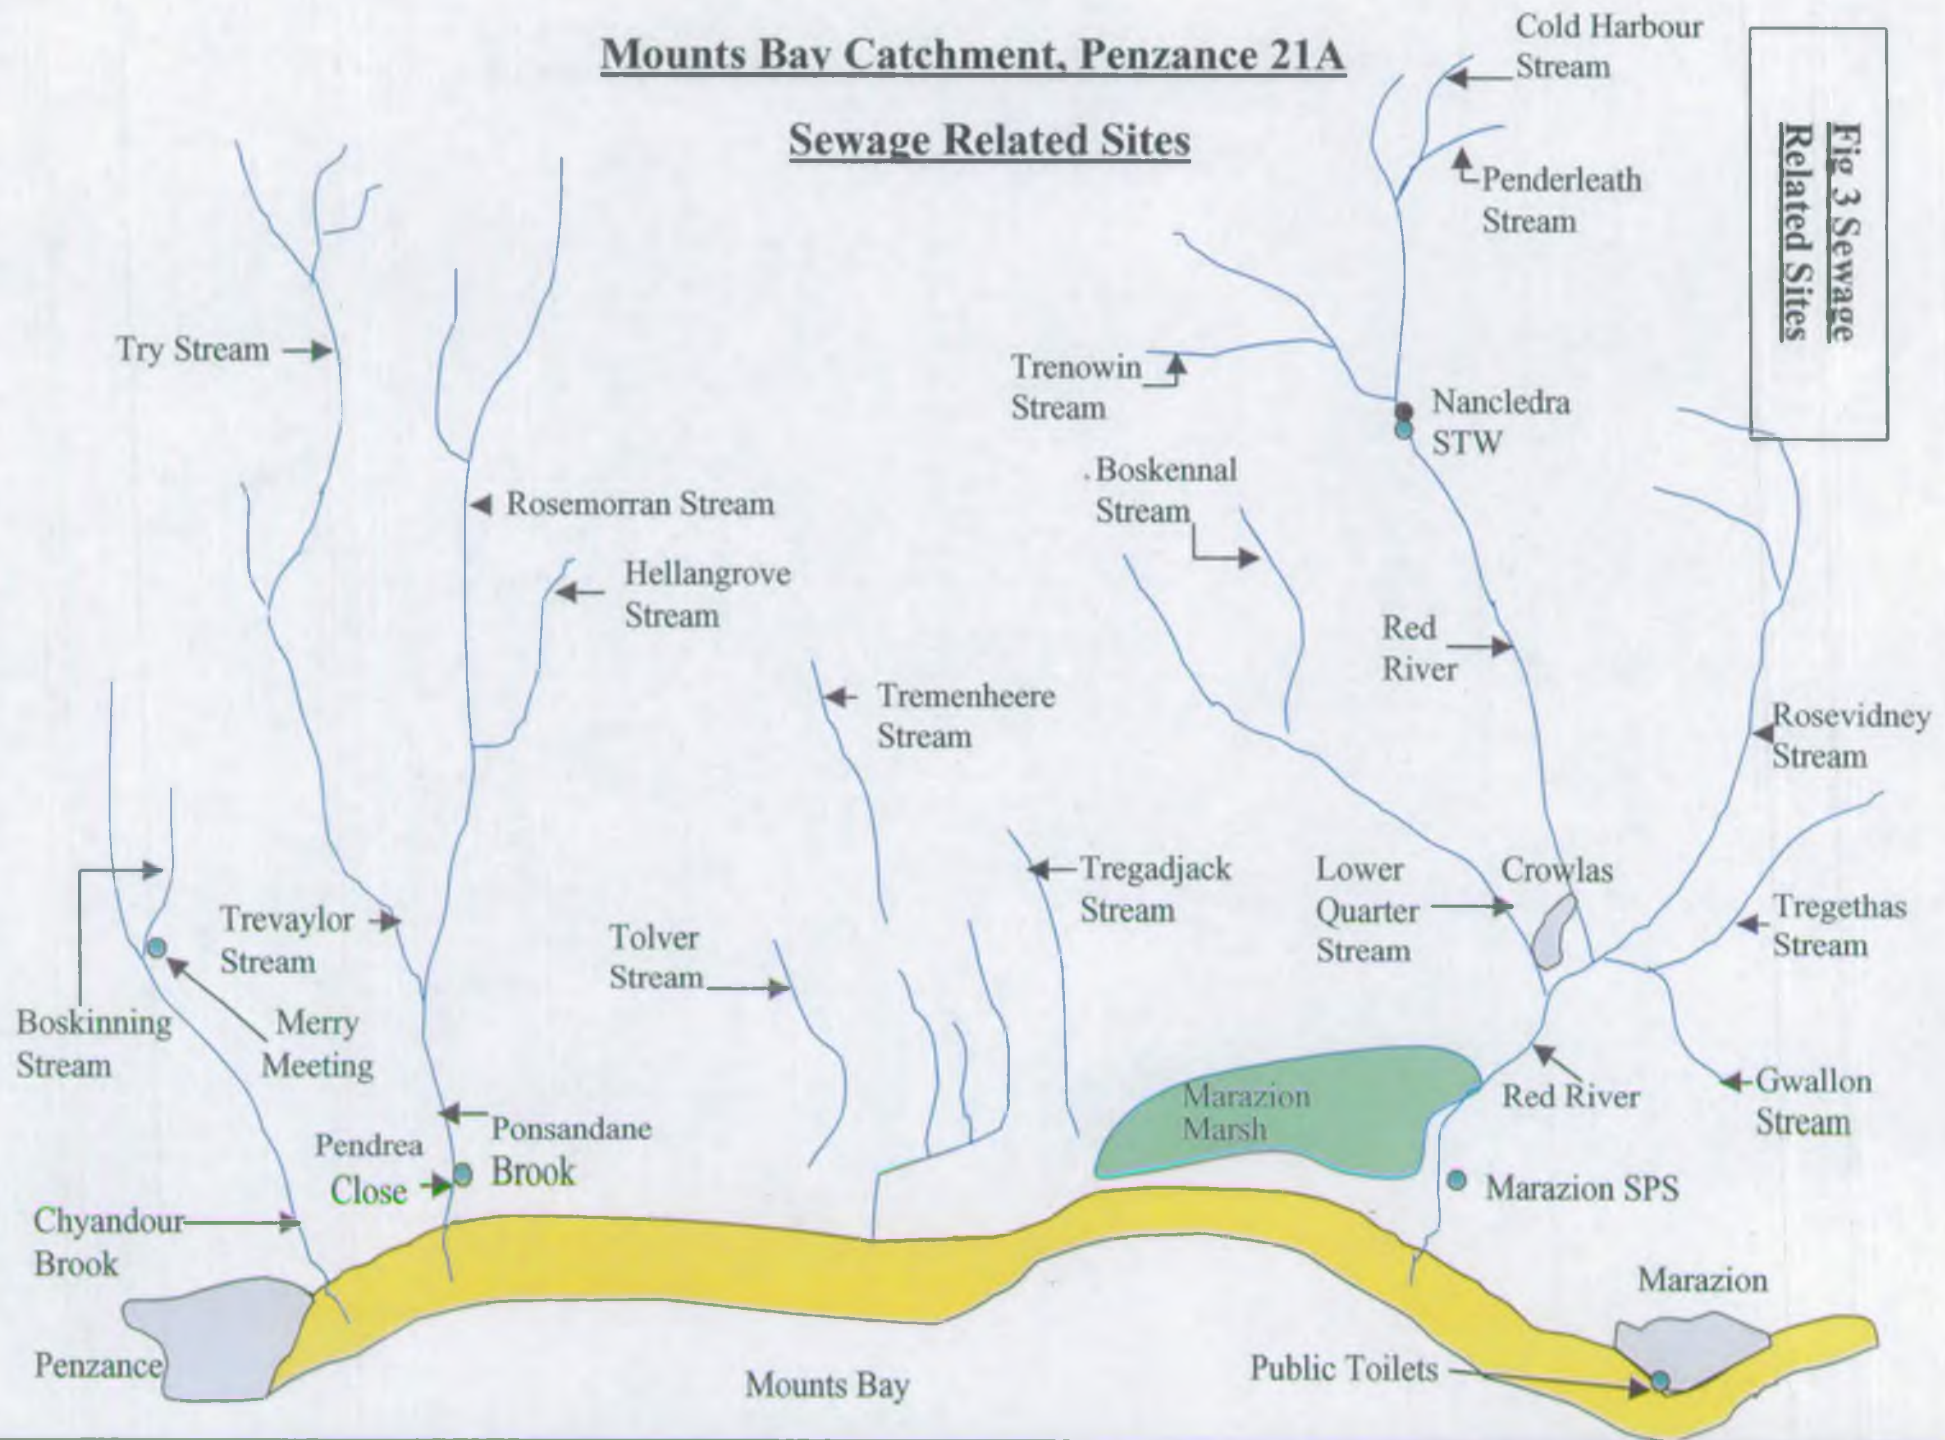 Mounts Bay Catchment, Penzance 21A
Sewage Related Sites
Fig 3 Sewage
Related Sites
Cold Harbour
Stream
Penderleath
Stream
Try Stream
Trenowin
Stream
Nancledra
STW
Boskennal
Stream
Rosemorran Stream
Hellangrove
Stream
Red
River
Tremenheere
Stream
Rosevidney
Stream
Trevaylor
Stream
Tolver
Stream
Tregadjack
Stream
Lower
Quarter
Stream
Crowlas
Tregethas
Stream
Boskinning
Stream
Merry
Meeting
Marazion
Marsh
Red River
Gwallon
Stream
Pendrea
Close
Ponsandane
Brook
Marazion SPS
Chyandour
Brook
Marazion
Penzance
Mounts Bay
Public Toilets